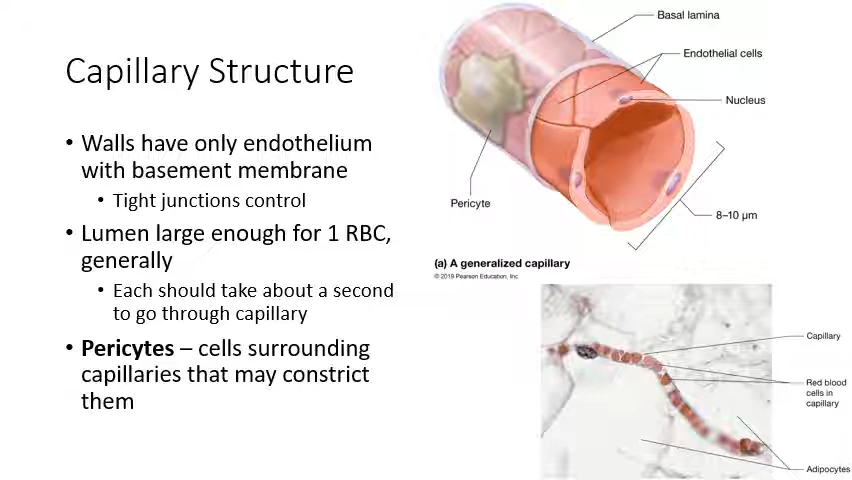 Capillary Structure
• Walls have only endothelium
with basement membrane
• Tight junctions control
• Lumen large enough for 1 RBC,
generally
• Each should take about a second
to go through capillary
• Pericytes – cells surrounding
capillaries that may constrict
them
Basal lamina
Endothelial cells
Nucleus
Pericyte
8–10 µm
(a) A generalized capillary
© 2019 Pearson Education, Inc
Capillary
Red blood
cells in
capillary
Adipocytes